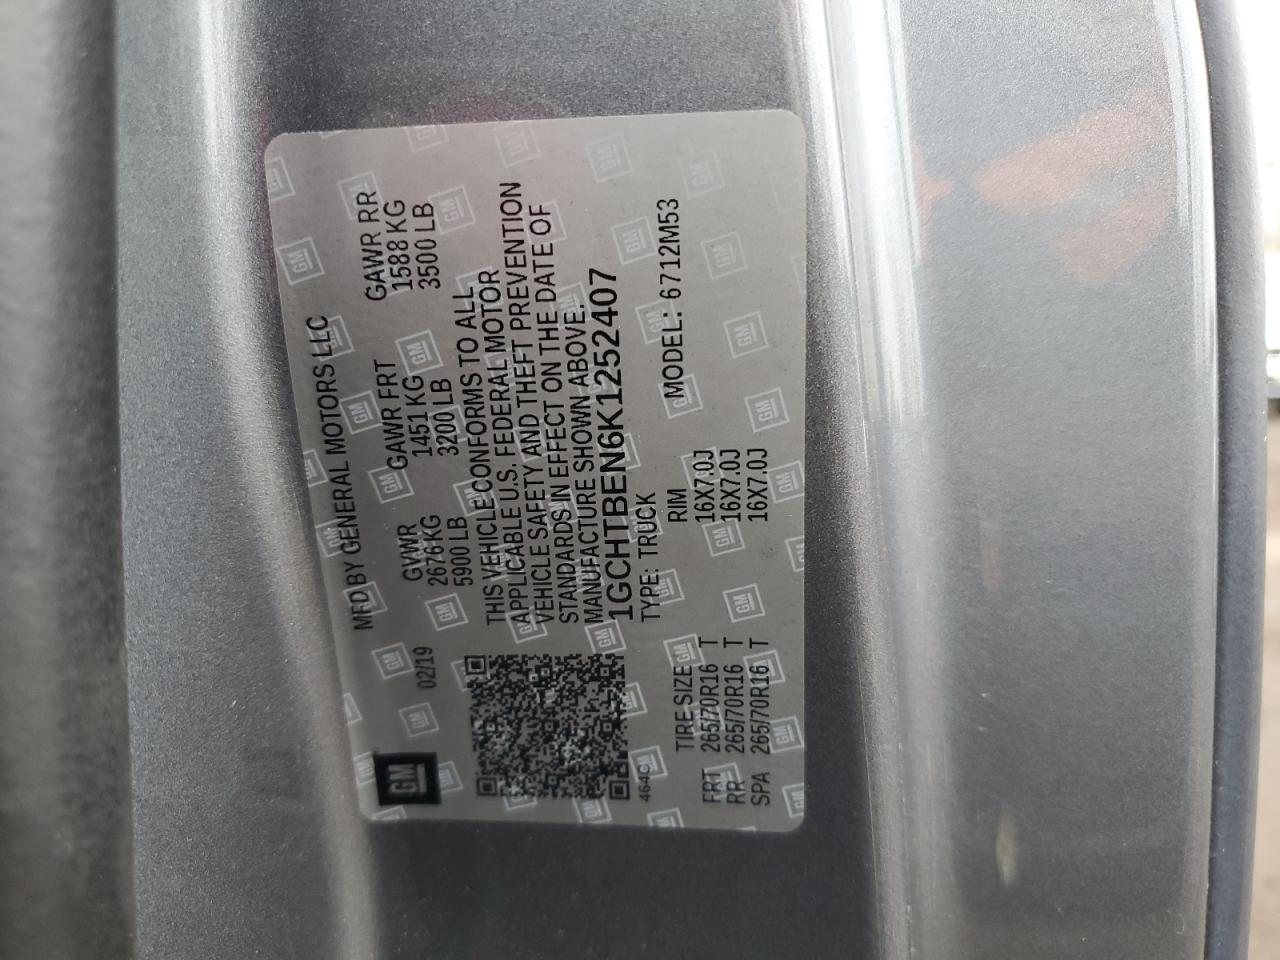 GM
MFD BY GENERAL MOTORS LLC
02/19
GVWR GAWR FRT GAWR RR
2676 KG 1451 KG 1588 KG
5900 LB 3200 LB 3500 LB
THIS VEHICLE CONFORMS TO ALL
APPLICABLE U.S. FEDERAL MOTOR
VEHICLE SAFETY AND THEFT PREVENTION
STANDARDS IN EFFECT ON THE DATE OF
MANUFACTURE SHOWN ABOVE.
1GCHTBEN6K1252407
464GM
TYPE: TRUCK MODEL: 6712M53
TIRE SIZE RIM
FRT 265/70R16 T 16X7.0J
RR 265/70R16 T 16X7.0J
SPA 265/70R16 T 16X7.0J